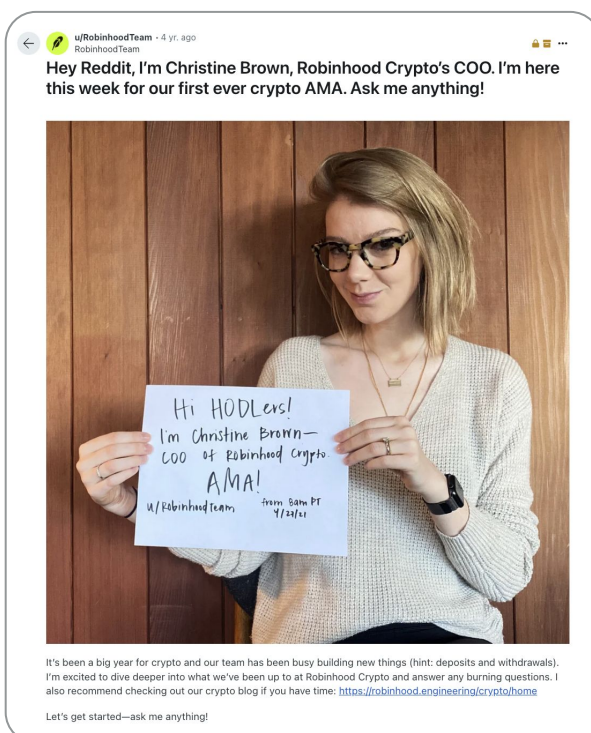 u/RobinhoodTeam • 4 yr. ago
RobinhoodTeam
Hey Reddit, I'm Christine Brown, Robinhood Crypto's COO. I'm here
this week for our first ever crypto AMA. Ask me anything!
Hi HODLers!
I'm Christine Brown—
COO of Robinhood Crypto.
AMA!
u/RobinhoodTeam
from 8am PT
4/27/21
It's been a big year for crypto and our team has been busy building new things (hint: deposits and withdrawals).
I'm excited to dive deeper into what we've been up to at Robinhood Crypto and answer any burning questions. I
also recommend checking out our crypto blog if you have time: https://robinhood.engineering/crypto/home
Let's get started—ask me anything!